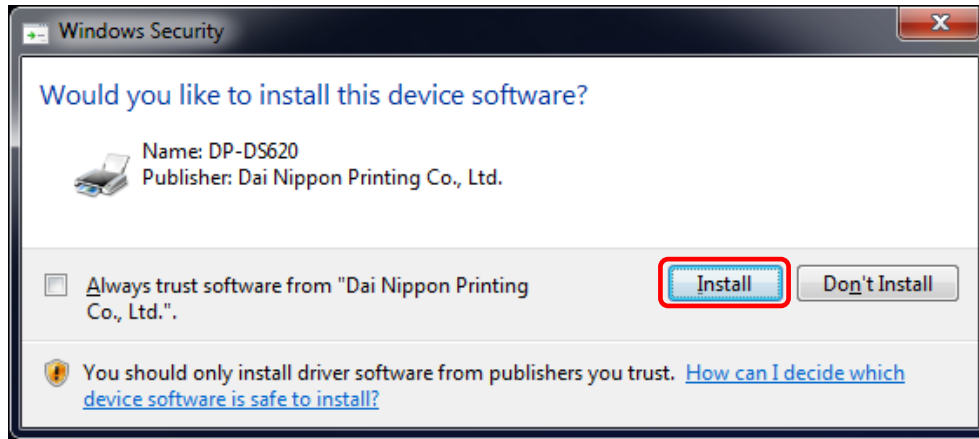 Windows Security
Would you like to install this device software?
Name: DP-DS620
Publisher: Dai Nippon Printing Co., Ltd.
Always trust software from "Dai Nippon Printing
Co., Ltd.".
Install
Don't Install
You should only install driver software from publishers you trust. How can I decide which
device software is safe to install?